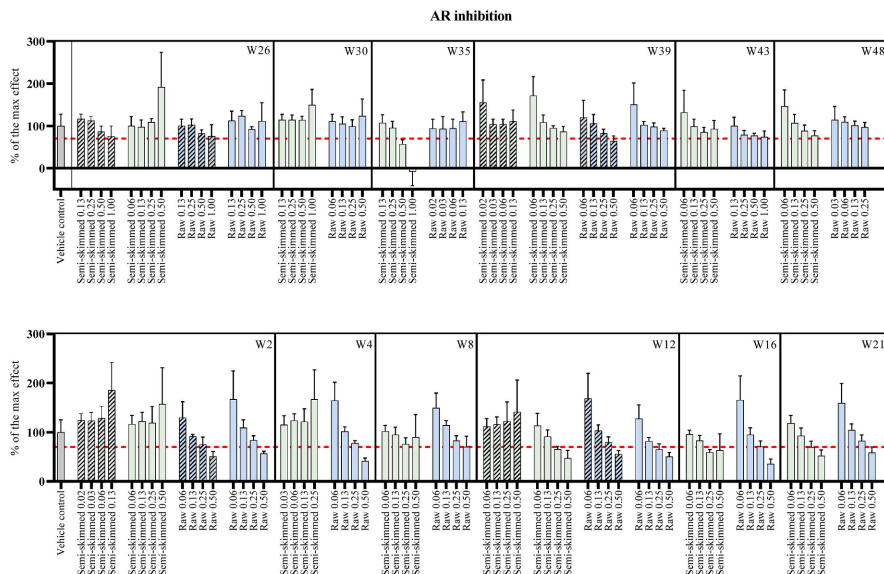 AR inhibition
% of the max effect
300
200
100
0
W26
W30
W35
W39
W43
W48
Vehicle control
Semi-skimmed 0.13
Semi-skimmed 0.25
Semi-skimmed 0.50
Semi-skimmed 1.00
Semi-skimmed 0.06
Semi-skimmed 0.13
Semi-skimmed 0.25
Semi-skimmed 0.50
Raw 0.13
Raw 0.25
Raw 0.50
Raw 1.00
Raw 0.13
Raw 0.25
Raw 0.50
Raw 1.00
Semi-skimmed 0.13
Semi-skimmed 0.25
Semi-skimmed 0.50
Semi-skimmed 1.00
Raw 0.06
Raw 0.13
Raw 0.25
Raw 0.50
Semi-skimmed 0.13
Semi-skimmed 0.25
Semi-skimmed 0.50
Semi-skimmed 1.00
Raw 0.02
Raw 0.03
Raw 0.06
Raw 0.13
Semi-skimmed 0.02
Semi-skimmed 0.03
Semi-skimmed 0.06
Semi-skimmed 0.13
Semi-skimmed 0.06
Semi-skimmed 0.13
Semi-skimmed 0.25
Semi-skimmed 0.50
Raw 0.06
Raw 0.13
Raw 0.25
Raw 0.50
Raw 0.06
Raw 0.13
Raw 0.25
Raw 0.50
Semi-skimmed 0.06
Semi-skimmed 0.13
Semi-skimmed 0.25
Semi-skimmed 0.50
Raw 0.13
Raw 0.25
Raw 0.50
Raw 1.00
Semi-skimmed 0.06
Semi-skimmed 0.13
Semi-skimmed 0.25
Semi-skimmed 0.50
Raw 0.03
Raw 0.06
Raw 0.13
Raw 0.25
% of the max effect
300
200
100
0
W2
W4
W8
W12
W16
W21
Vehicle control
Semi-skimmed 0.02
Semi-skimmed 0.03
Semi-skimmed 0.06
Semi-skimmed 0.13
Semi-skimmed 0.06
Semi-skimmed 0.13
Semi-skimmed 0.25
Semi-skimmed 0.50
Raw 0.06
Raw 0.13
Raw 0.25
Raw 0.50
Raw 0.06
Raw 0.13
Raw 0.25
Raw 0.50
Semi-skimmed 0.03
Semi-skimmed 0.06
Semi-skimmed 0.13
Semi-skimmed 0.25
Raw 0.06
Raw 0.13
Raw 0.25
Raw 0.50
Semi-skimmed 0.06
Semi-skimmed 0.13
Semi-skimmed 0.25
Semi-skimmed 0.50
Raw 0.06
Raw 0.13
Raw 0.25
Raw 0.50
Semi-skimmed 0.06
Semi-skimmed 0.13
Semi-skimmed 0.25
Semi-skimmed 0.50
Semi-skimmed 0.06
Semi-skimmed 0.13
Semi-skimmed 0.25
Semi-skimmed 0.50
Raw 0.06
Raw 0.13
Raw 0.25
Raw 0.50
Raw 0.06
Raw 0.13
Raw 0.25
Raw 0.50
Semi-skimmed 0.06
Semi-skimmed 0.13
Semi-skimmed 0.25
Semi-skimmed 0.50
Raw 0.06
Raw 0.13
Raw 0.25
Raw 0.50
Semi-skimmed 0.06
Semi-skimmed 0.13
Semi-skimmed 0.25
Semi-skimmed 0.50
Raw 0.06
Raw 0.13
Raw 0.25
Raw 0.50